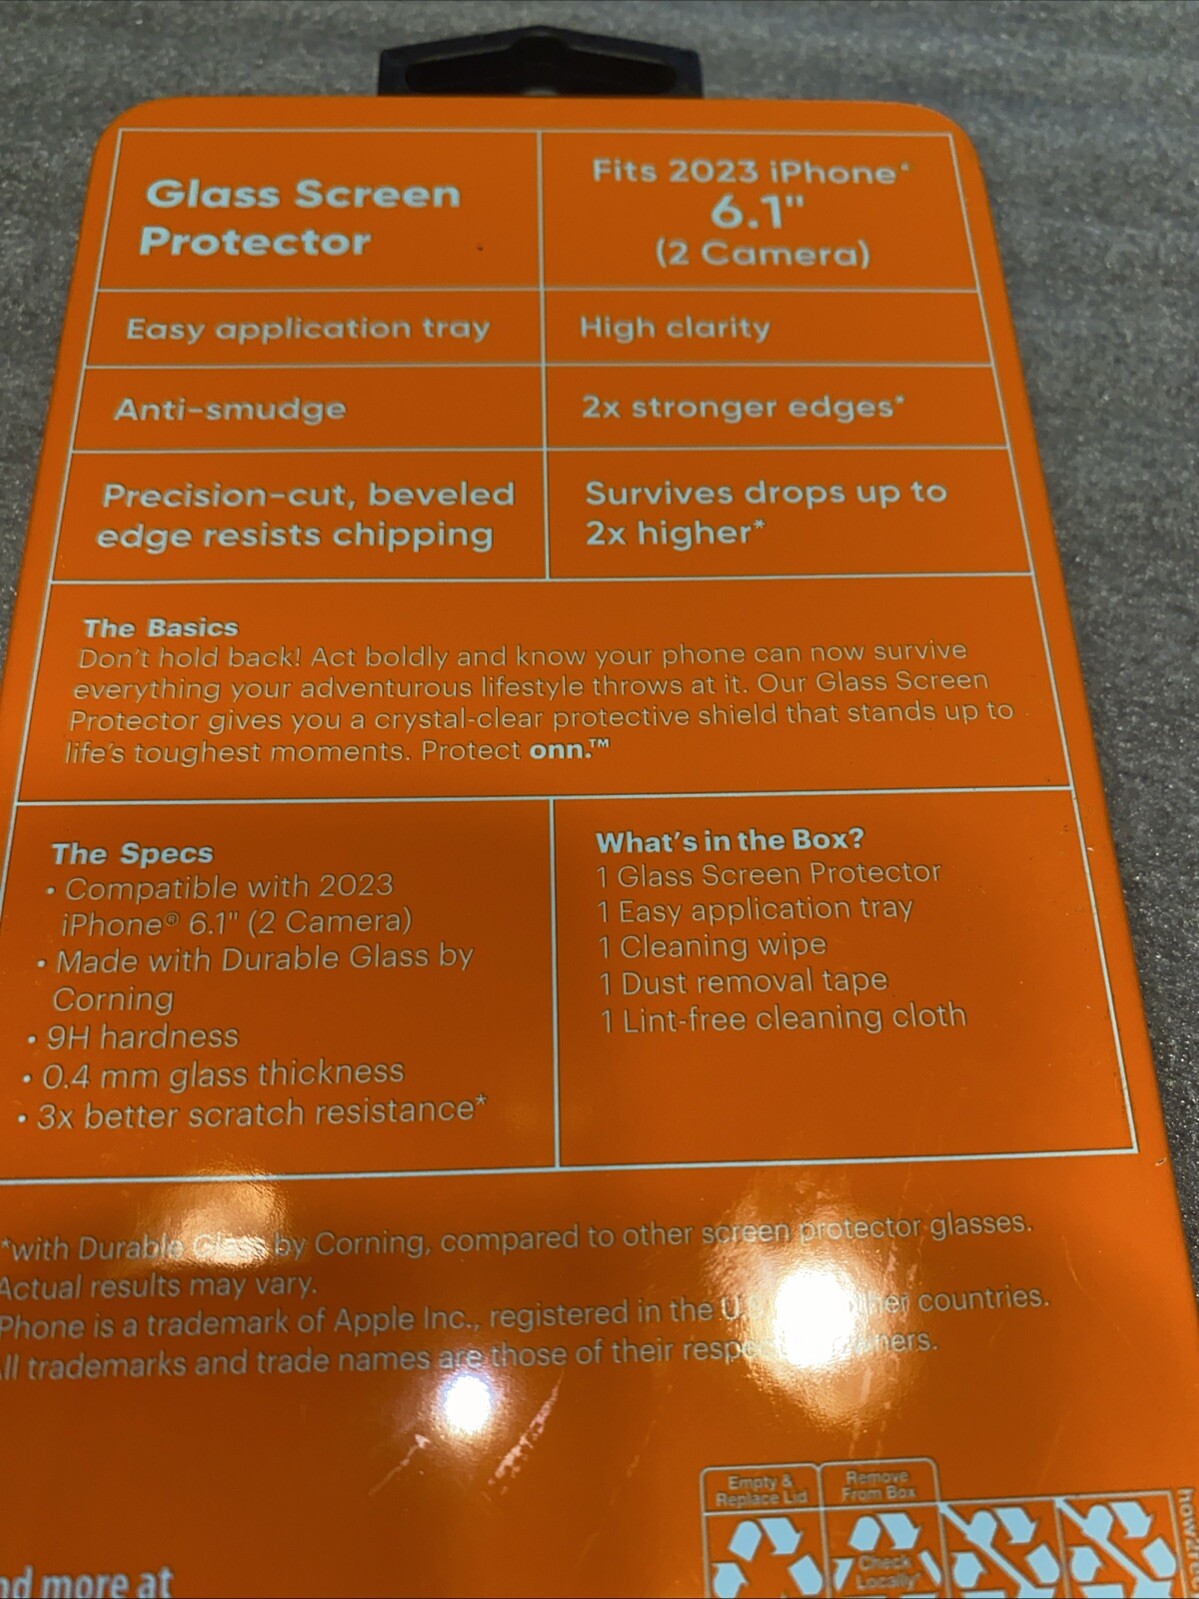 Glass Screen
Protector
Fits 2023 iPhone*
6.1"
(2 Camera)
Easy application tray
High clarity
Anti-smudge
2x stronger edges*
Precision-cut, beveled
edge resists chipping
Survives drops up to
2x higher*
The Basics
Don't hold back! Act boldly and know your phone can now survive
everything your adventurous lifestyle throws at it. Our Glass Screen
Protector gives you a crystal-clear protective shield that stands up to
life's toughest moments. Protect onn.™
The Specs
• Compatible with 2023
iPhone® 6.1" (2 Camera)
• Made with Durable Glass by
Corning
• 9H hardness
• 0.4 mm glass thickness
• 3x better scratch resistance*
What's in the Box?
1 Glass Screen Protector
1 Easy application tray
1 Cleaning wipe
1 Dust removal tape
1 Lint-free cleaning cloth
*with Durable Glass by Corning, compared to other screen protector glasses.
Actual results may vary.
Phone is a trademark of Apple Inc., registered in the countries.
ll trademarks and trade names are those of their
nd more at
Empty &
Replace Lid
Remove
From Box
Check
Locally*